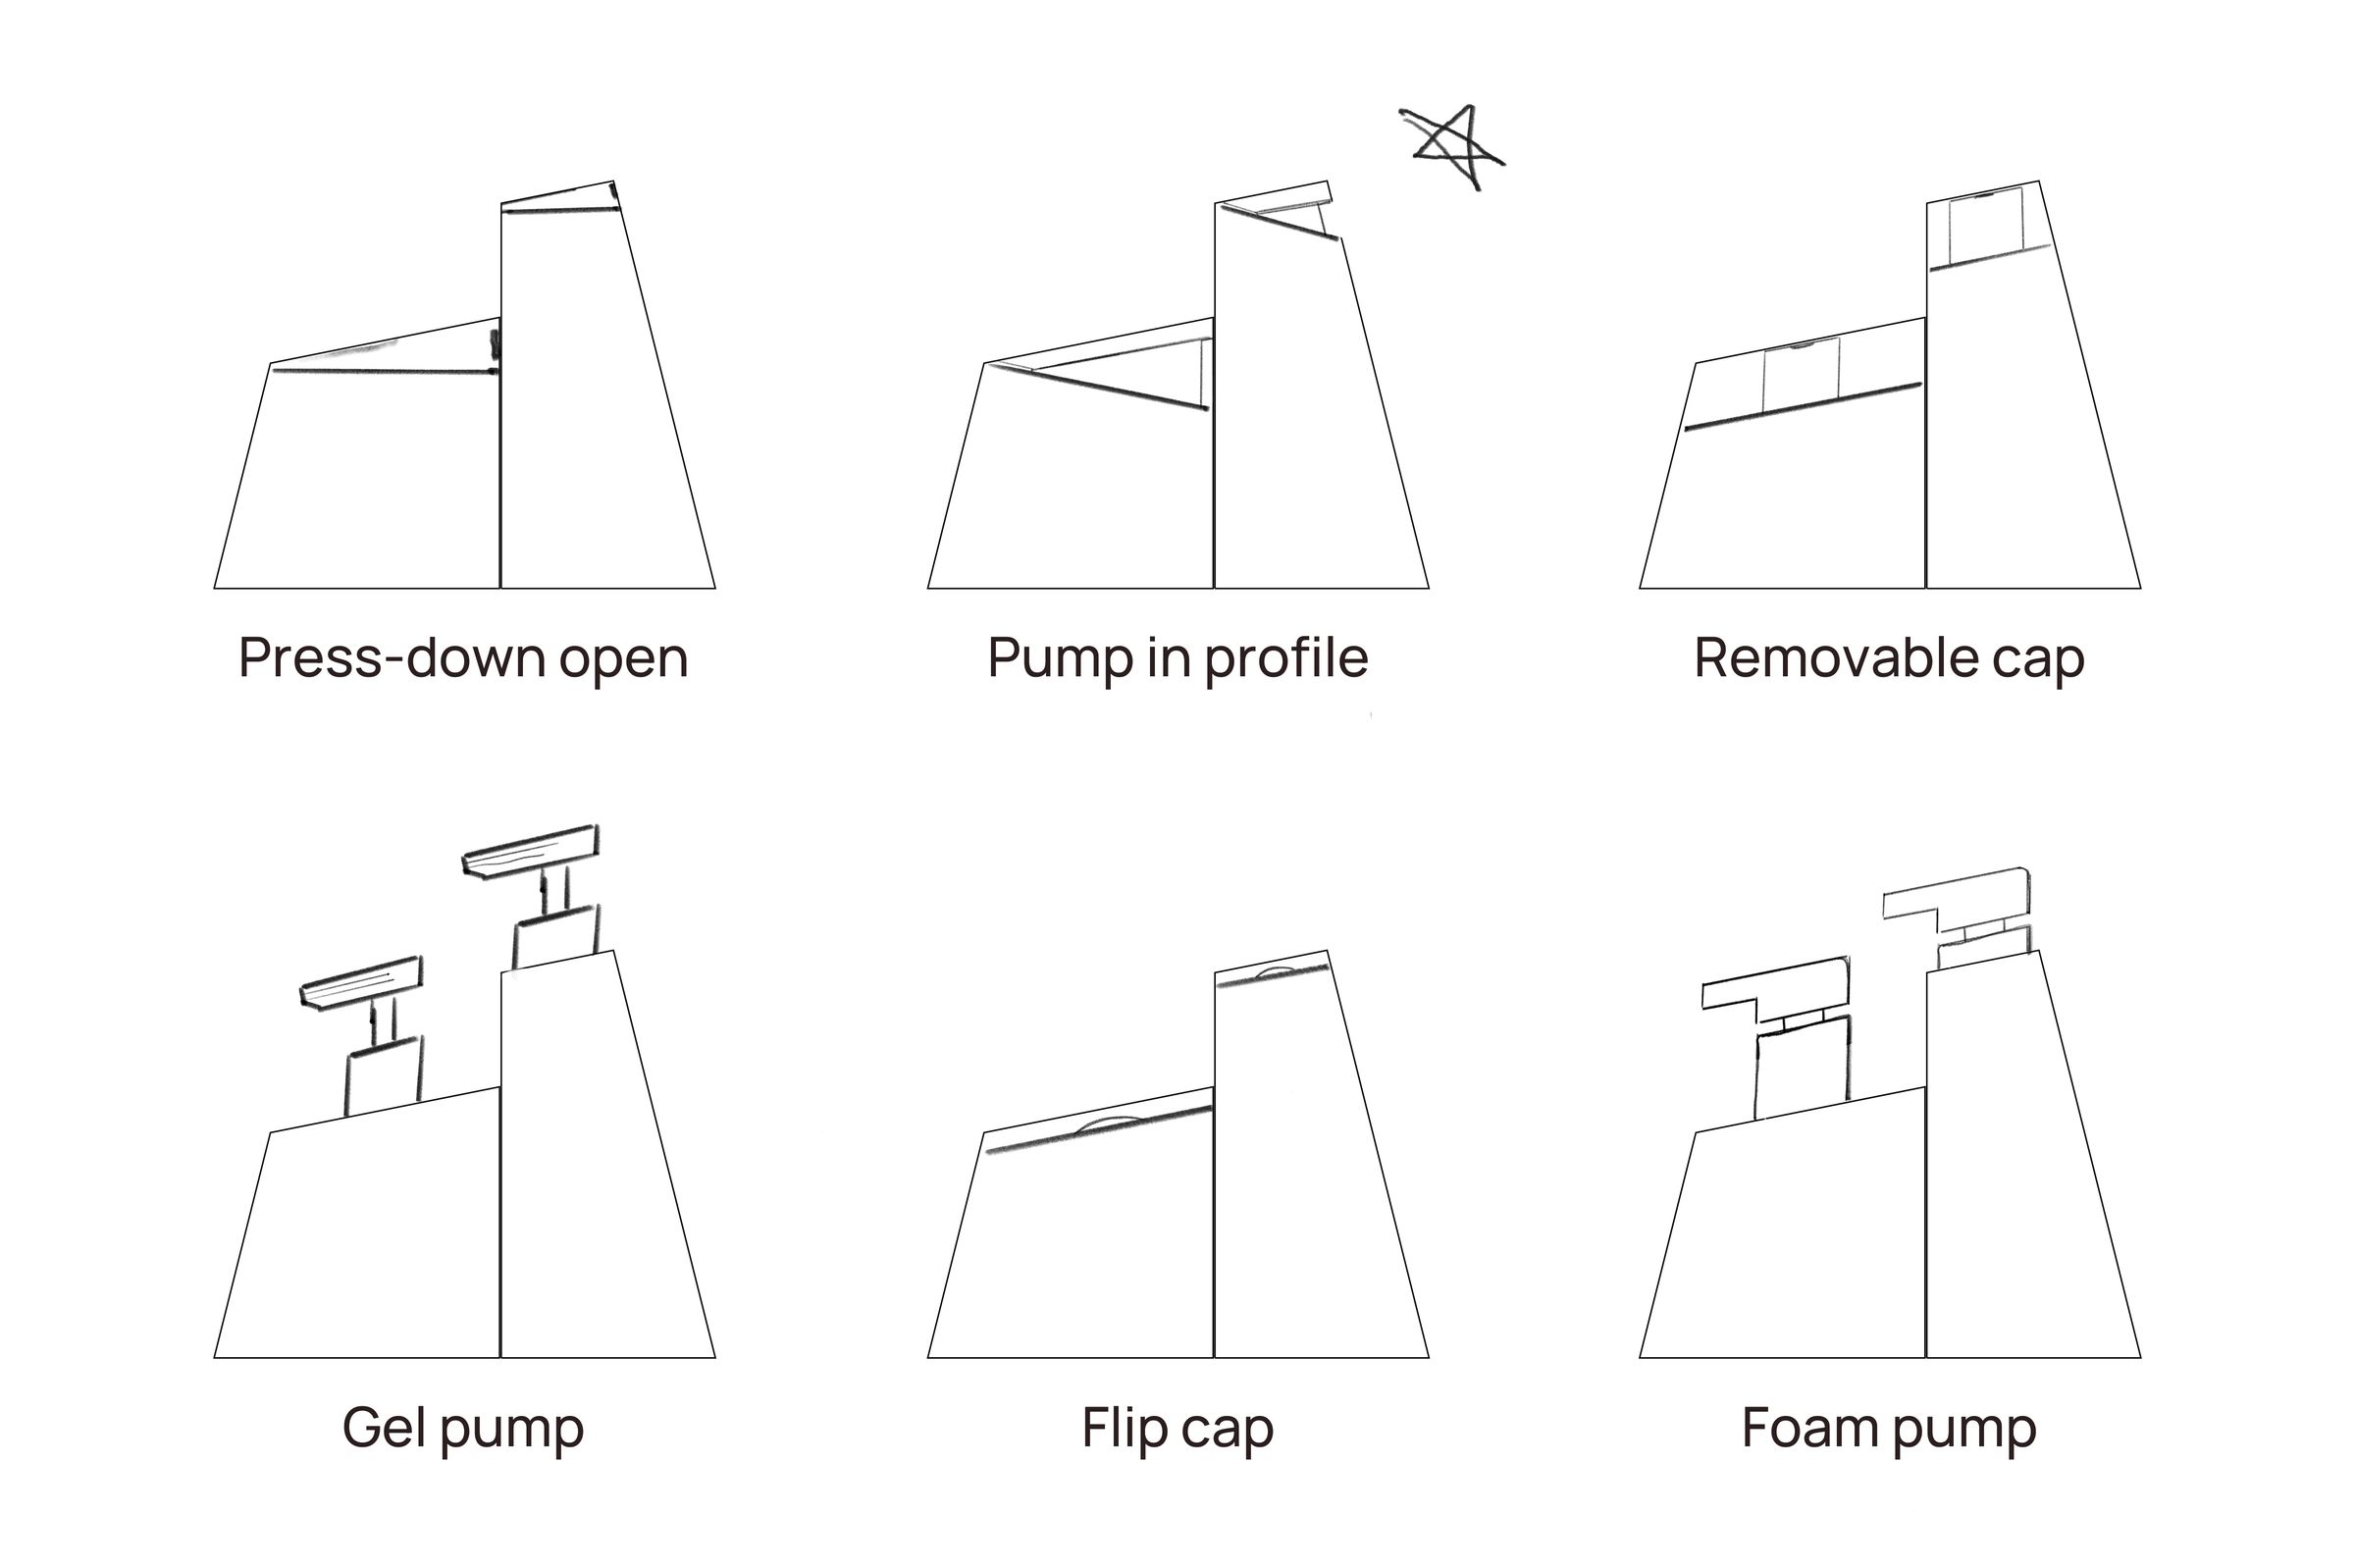 Press-down open
Pump in profile
Removable cap
Gel pump
Flip cap
Foam pump